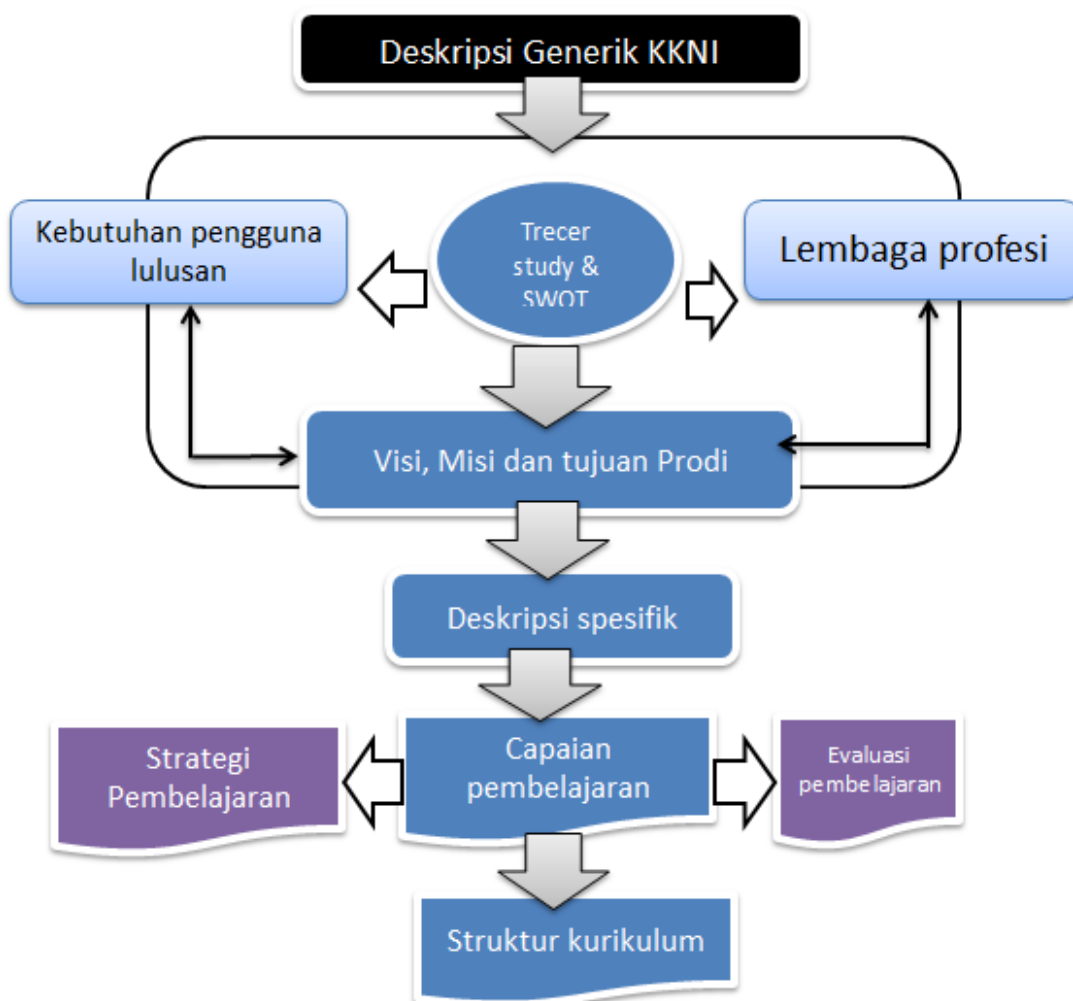 Deskripsi Generik KKNI
Kebutuhan pengguna
lulusan
Trecer
study &
SWOT
Lembaga profesi
Visi, Misi dan tujuan Prodi
Deskripsi spesifik
Strategi
Pembelajaran
Capaian
pembelajaran
Evaluasi
pembelajaran
Struktur kurikulum